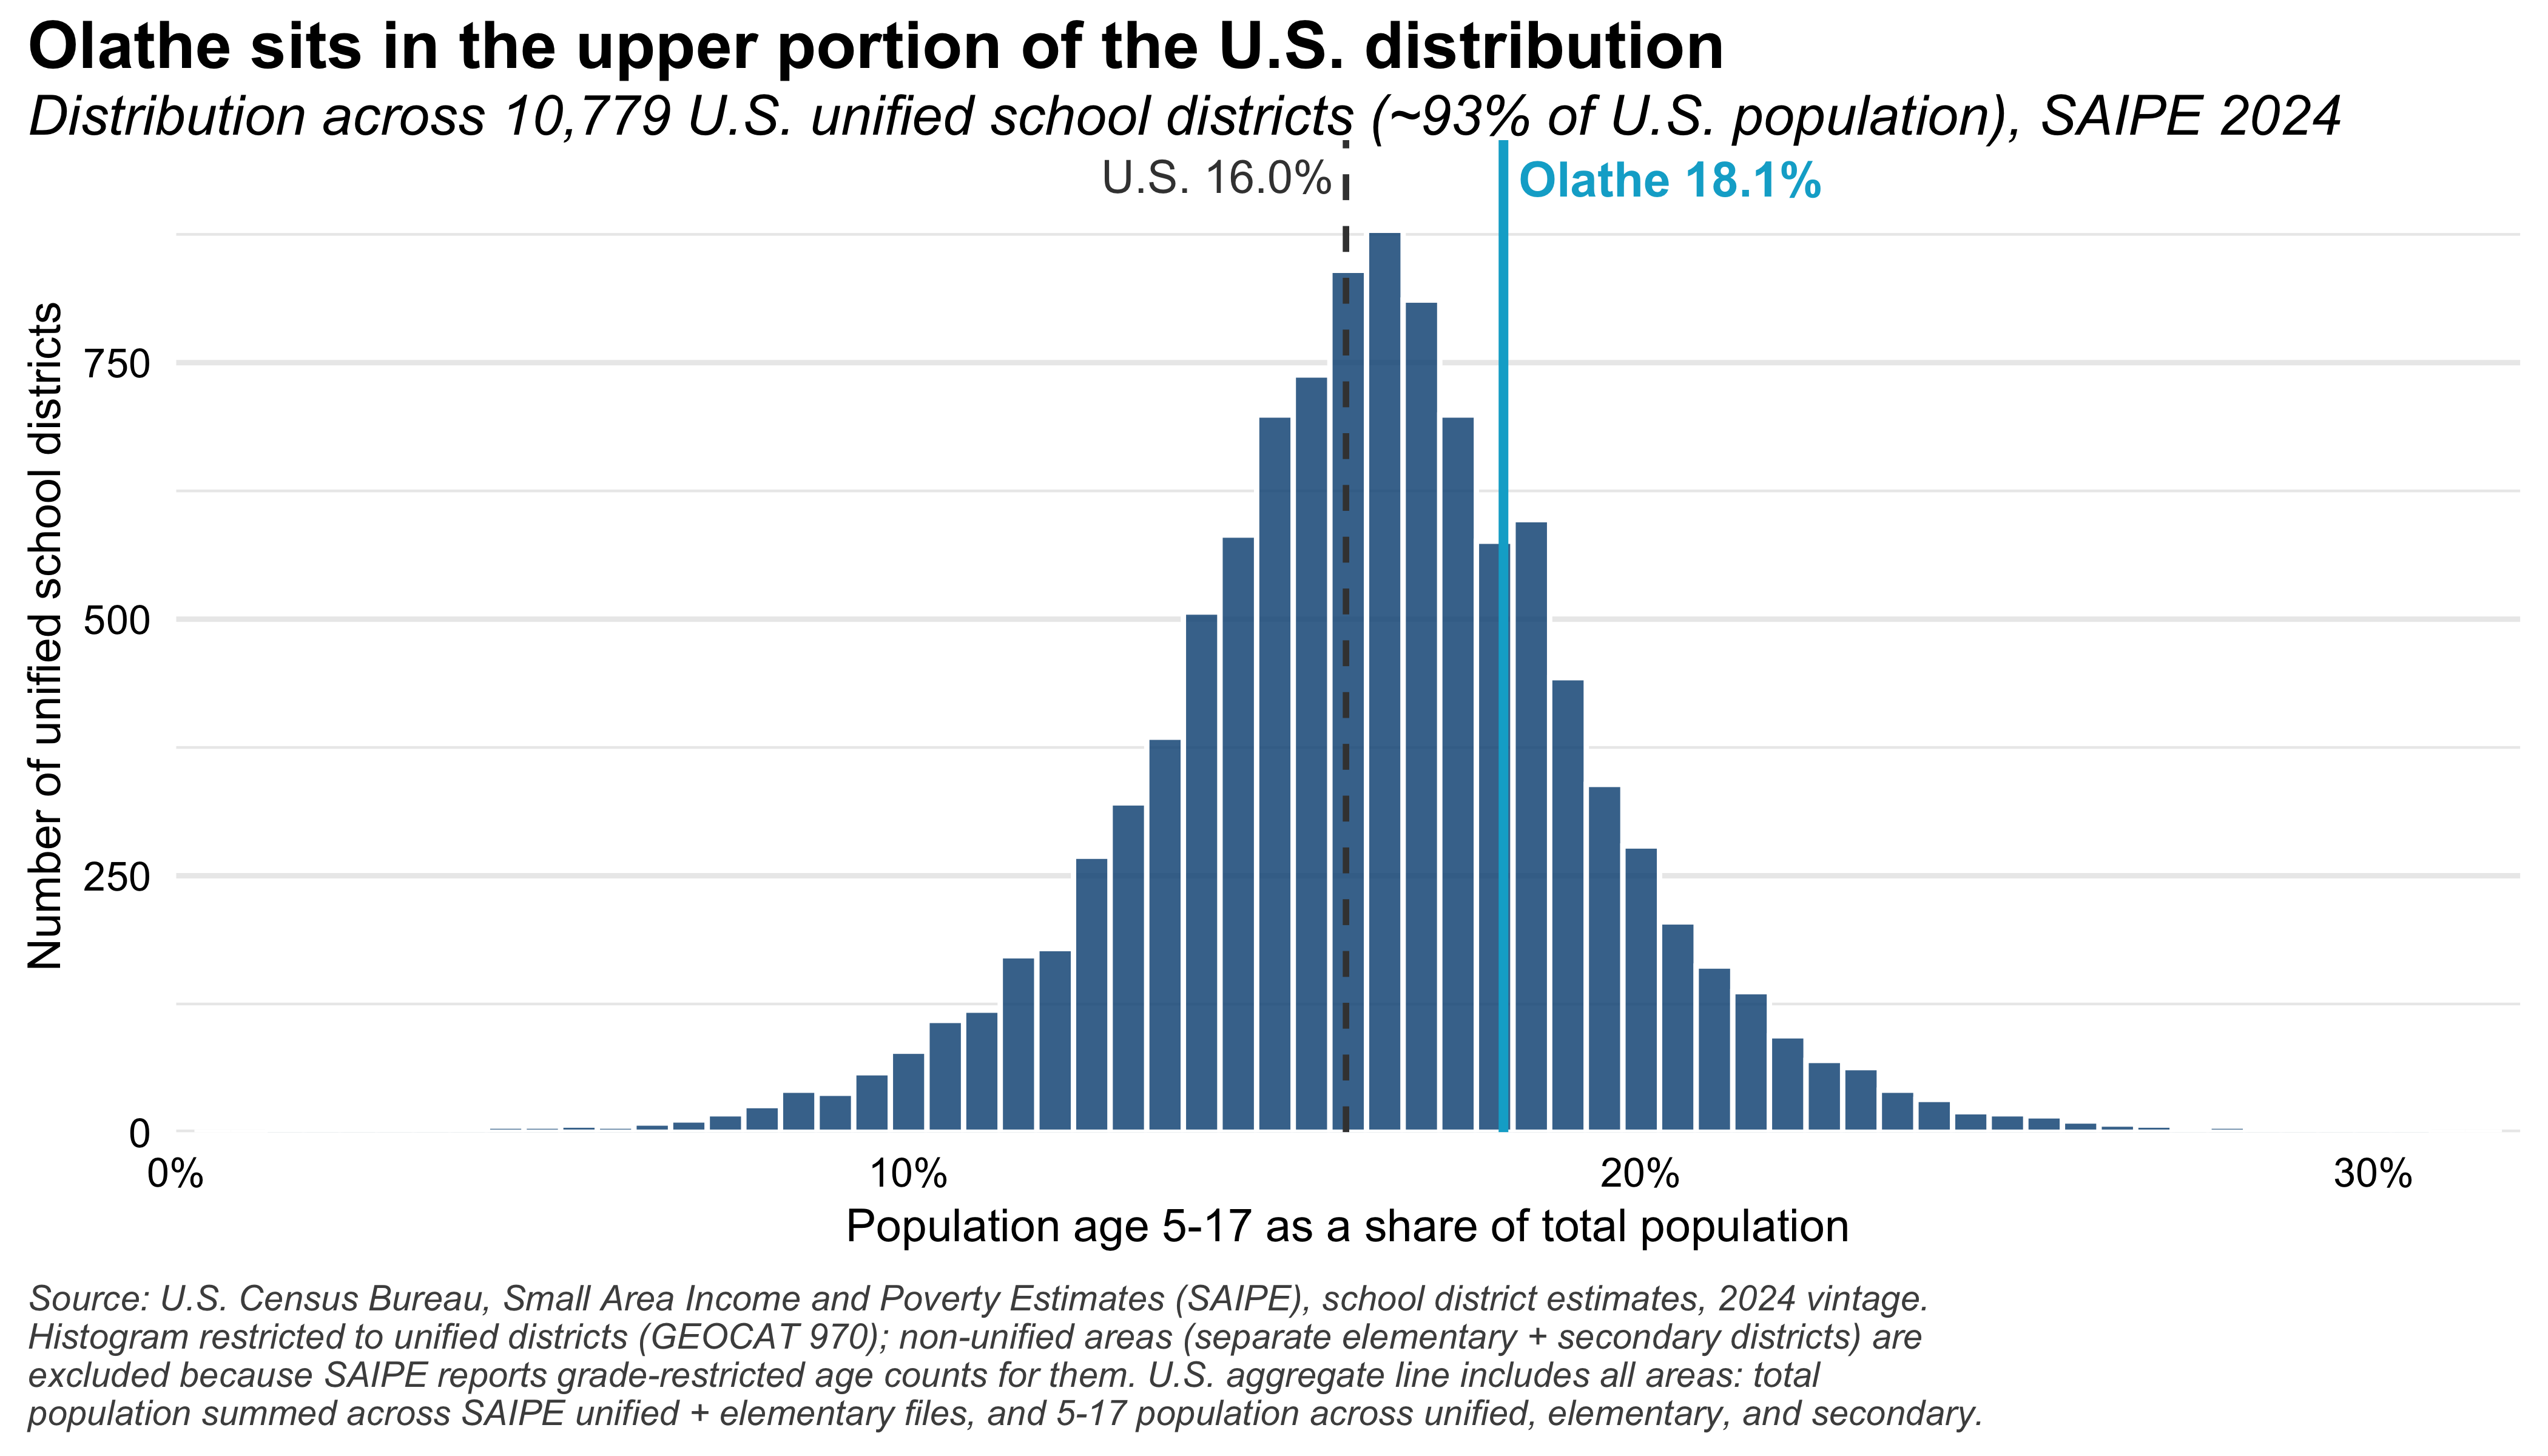 Olathe sits in the upper portion of the U.S. distribution
Distribution across 10,779 U.S. unified school districts (~93% of U.S. population), SAIPE 2024
U.S. 16.0%
Olathe 18.1%
Number of unified school districts
750
500
250
0
0%
10%
20%
30%
Population age 5-17 as a share of total population
Source: U.S. Census Bureau, Small Area Income and Poverty Estimates (SAIPE), school district estimates, 2024 vintage.
Histogram restricted to unified districts (GEOCAT 970); non-unified areas (separate elementary + secondary districts) are
excluded because SAIPE reports grade-restricted age counts for them. U.S. aggregate line includes all areas: total
population summed across SAIPE unified + elementary files, and 5-17 population across unified, elementary, and secondary.